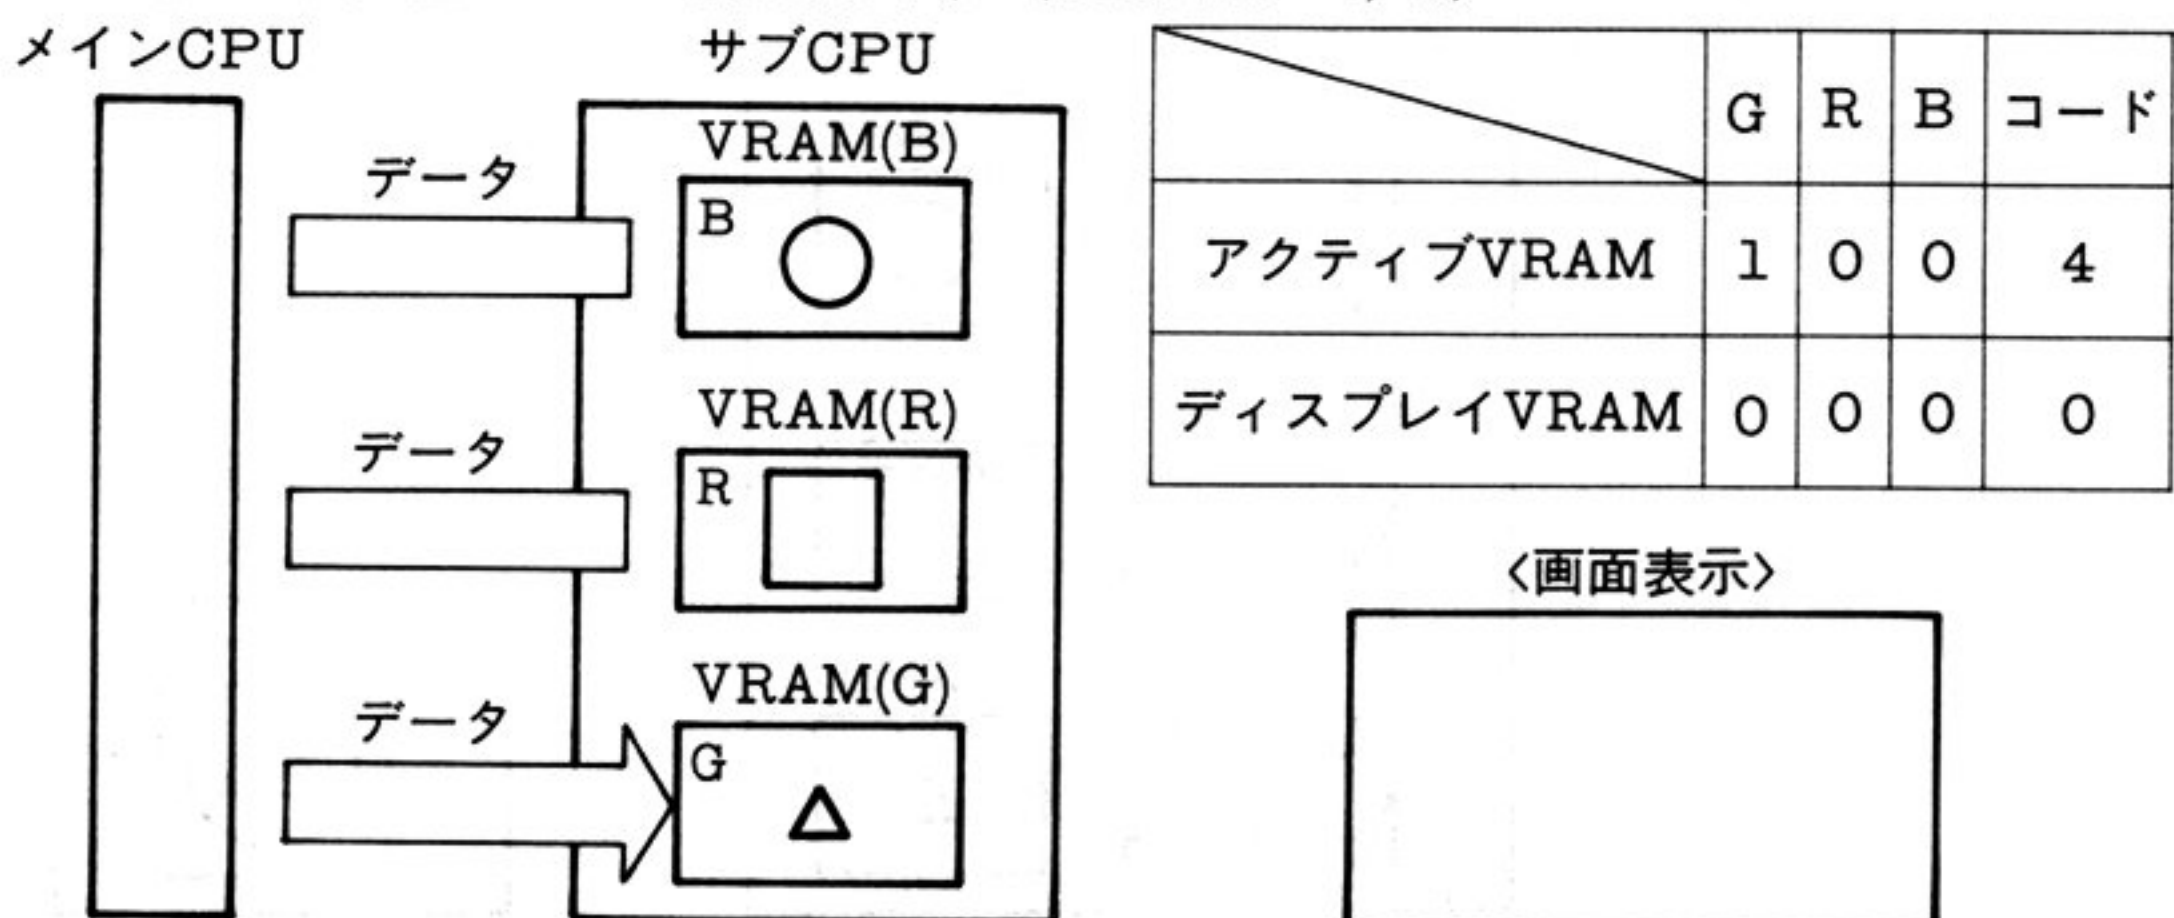 メインCPU
サブCPU
データ
VRAM(B)
B
データ
VRAM(R)
R
データ
VRAM(G)
G
G R B コード
アクティブVRAM 1 0 0 4
ディスプレイVRAM 0 0 0 0
〈画面表示〉